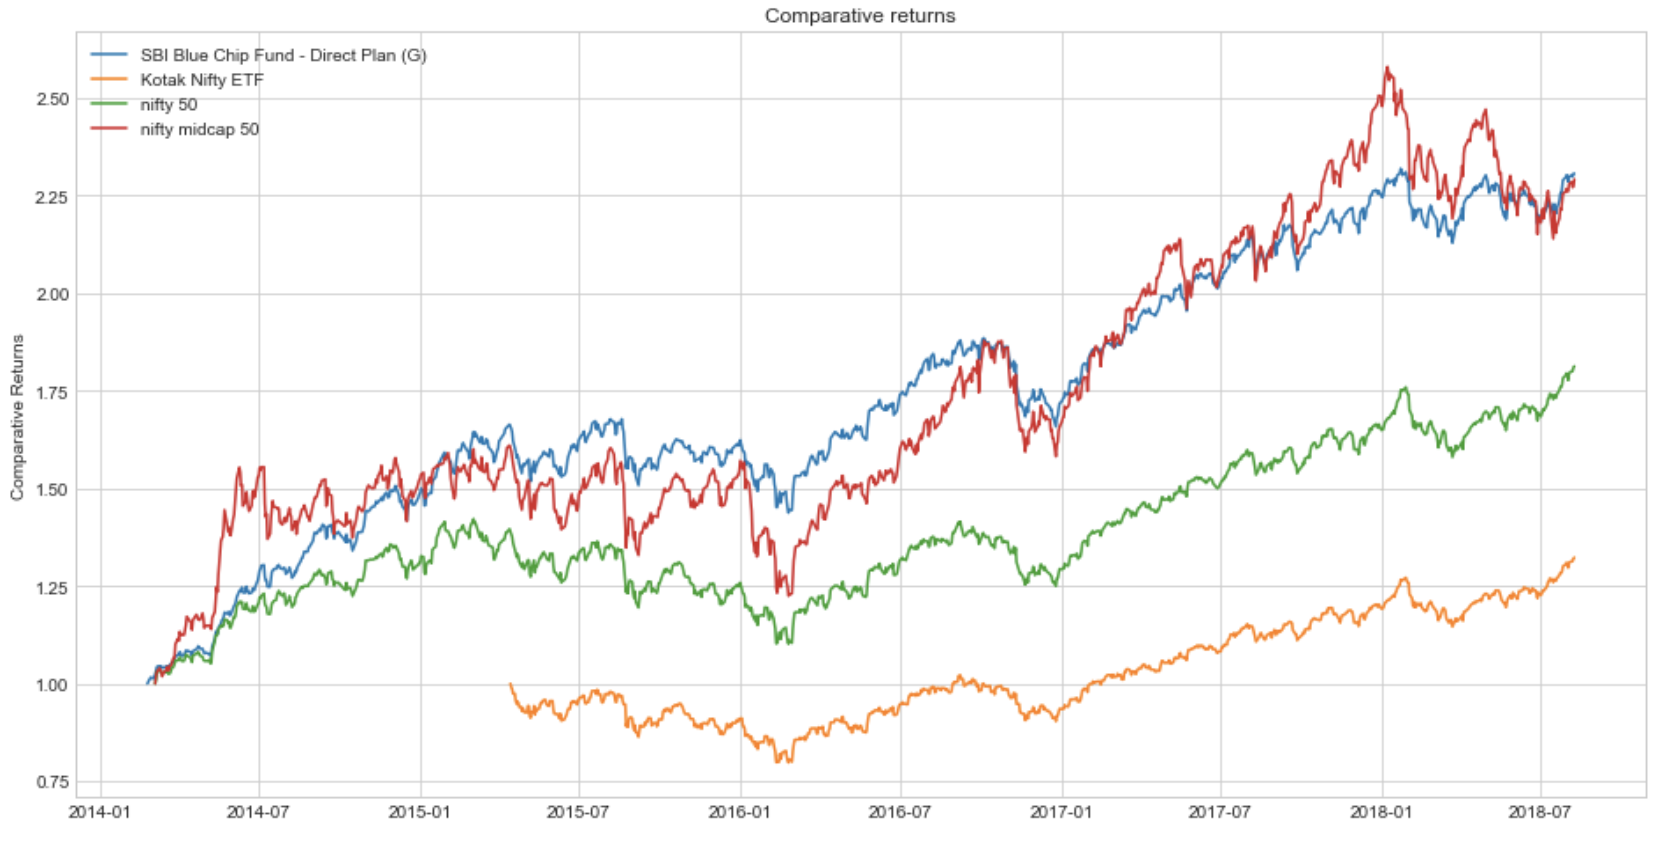 Comparative returns
SBI Blue Chip Fund - Direct Plan (G)
Kotak Nifty ETF
nifty 50
nifty midcap 50
Comparative Returns
2.50
2.25
2.00
1.75
1.50
1.25
1.00
0.75
2014-01 2014-07 2015-01 2015-07 2016-01 2016-07 2017-01 2017-07 2018-01 2018-07